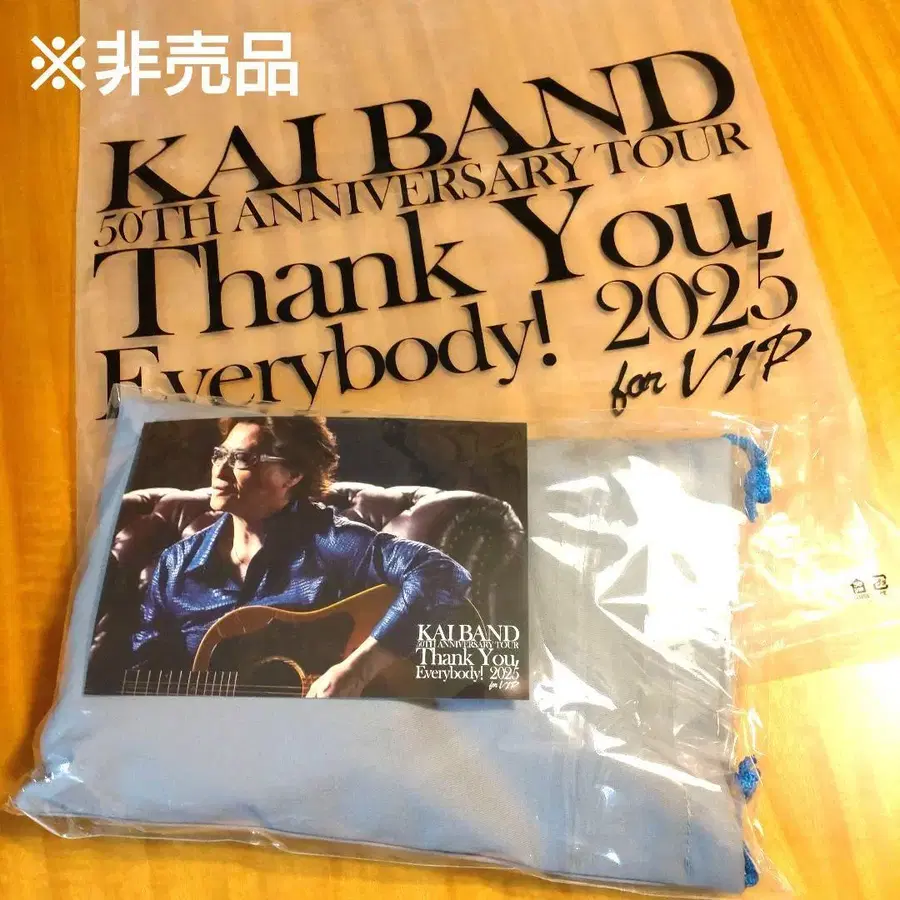 ※非売品
KAI BAND
50TH ANNIVERSARY TOUR
Thank You,
Everybody! 2025
for VIP
KAI BAND
50TH ANNIVERSARY TOUR
Thank You,
Everybody! 2025
for VIP